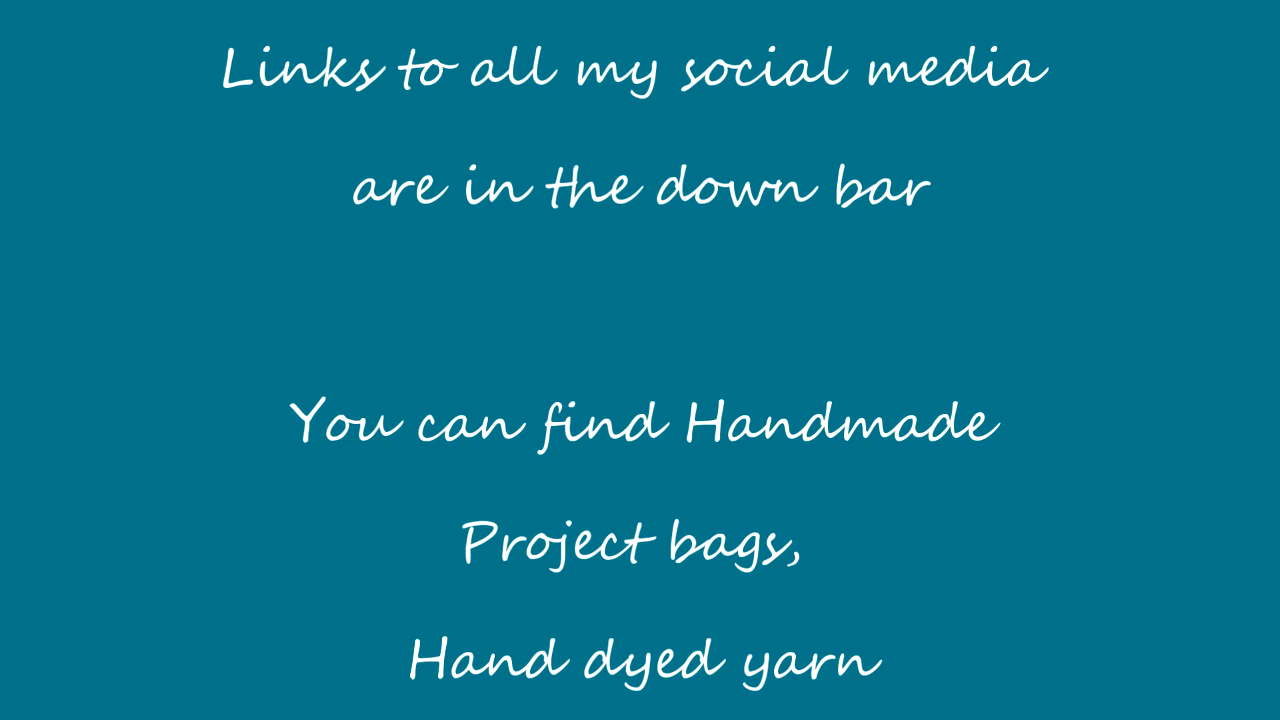 Links to all my social media
are in the down bar
You can find Handmade
Project bags,
Hand dyed yarn